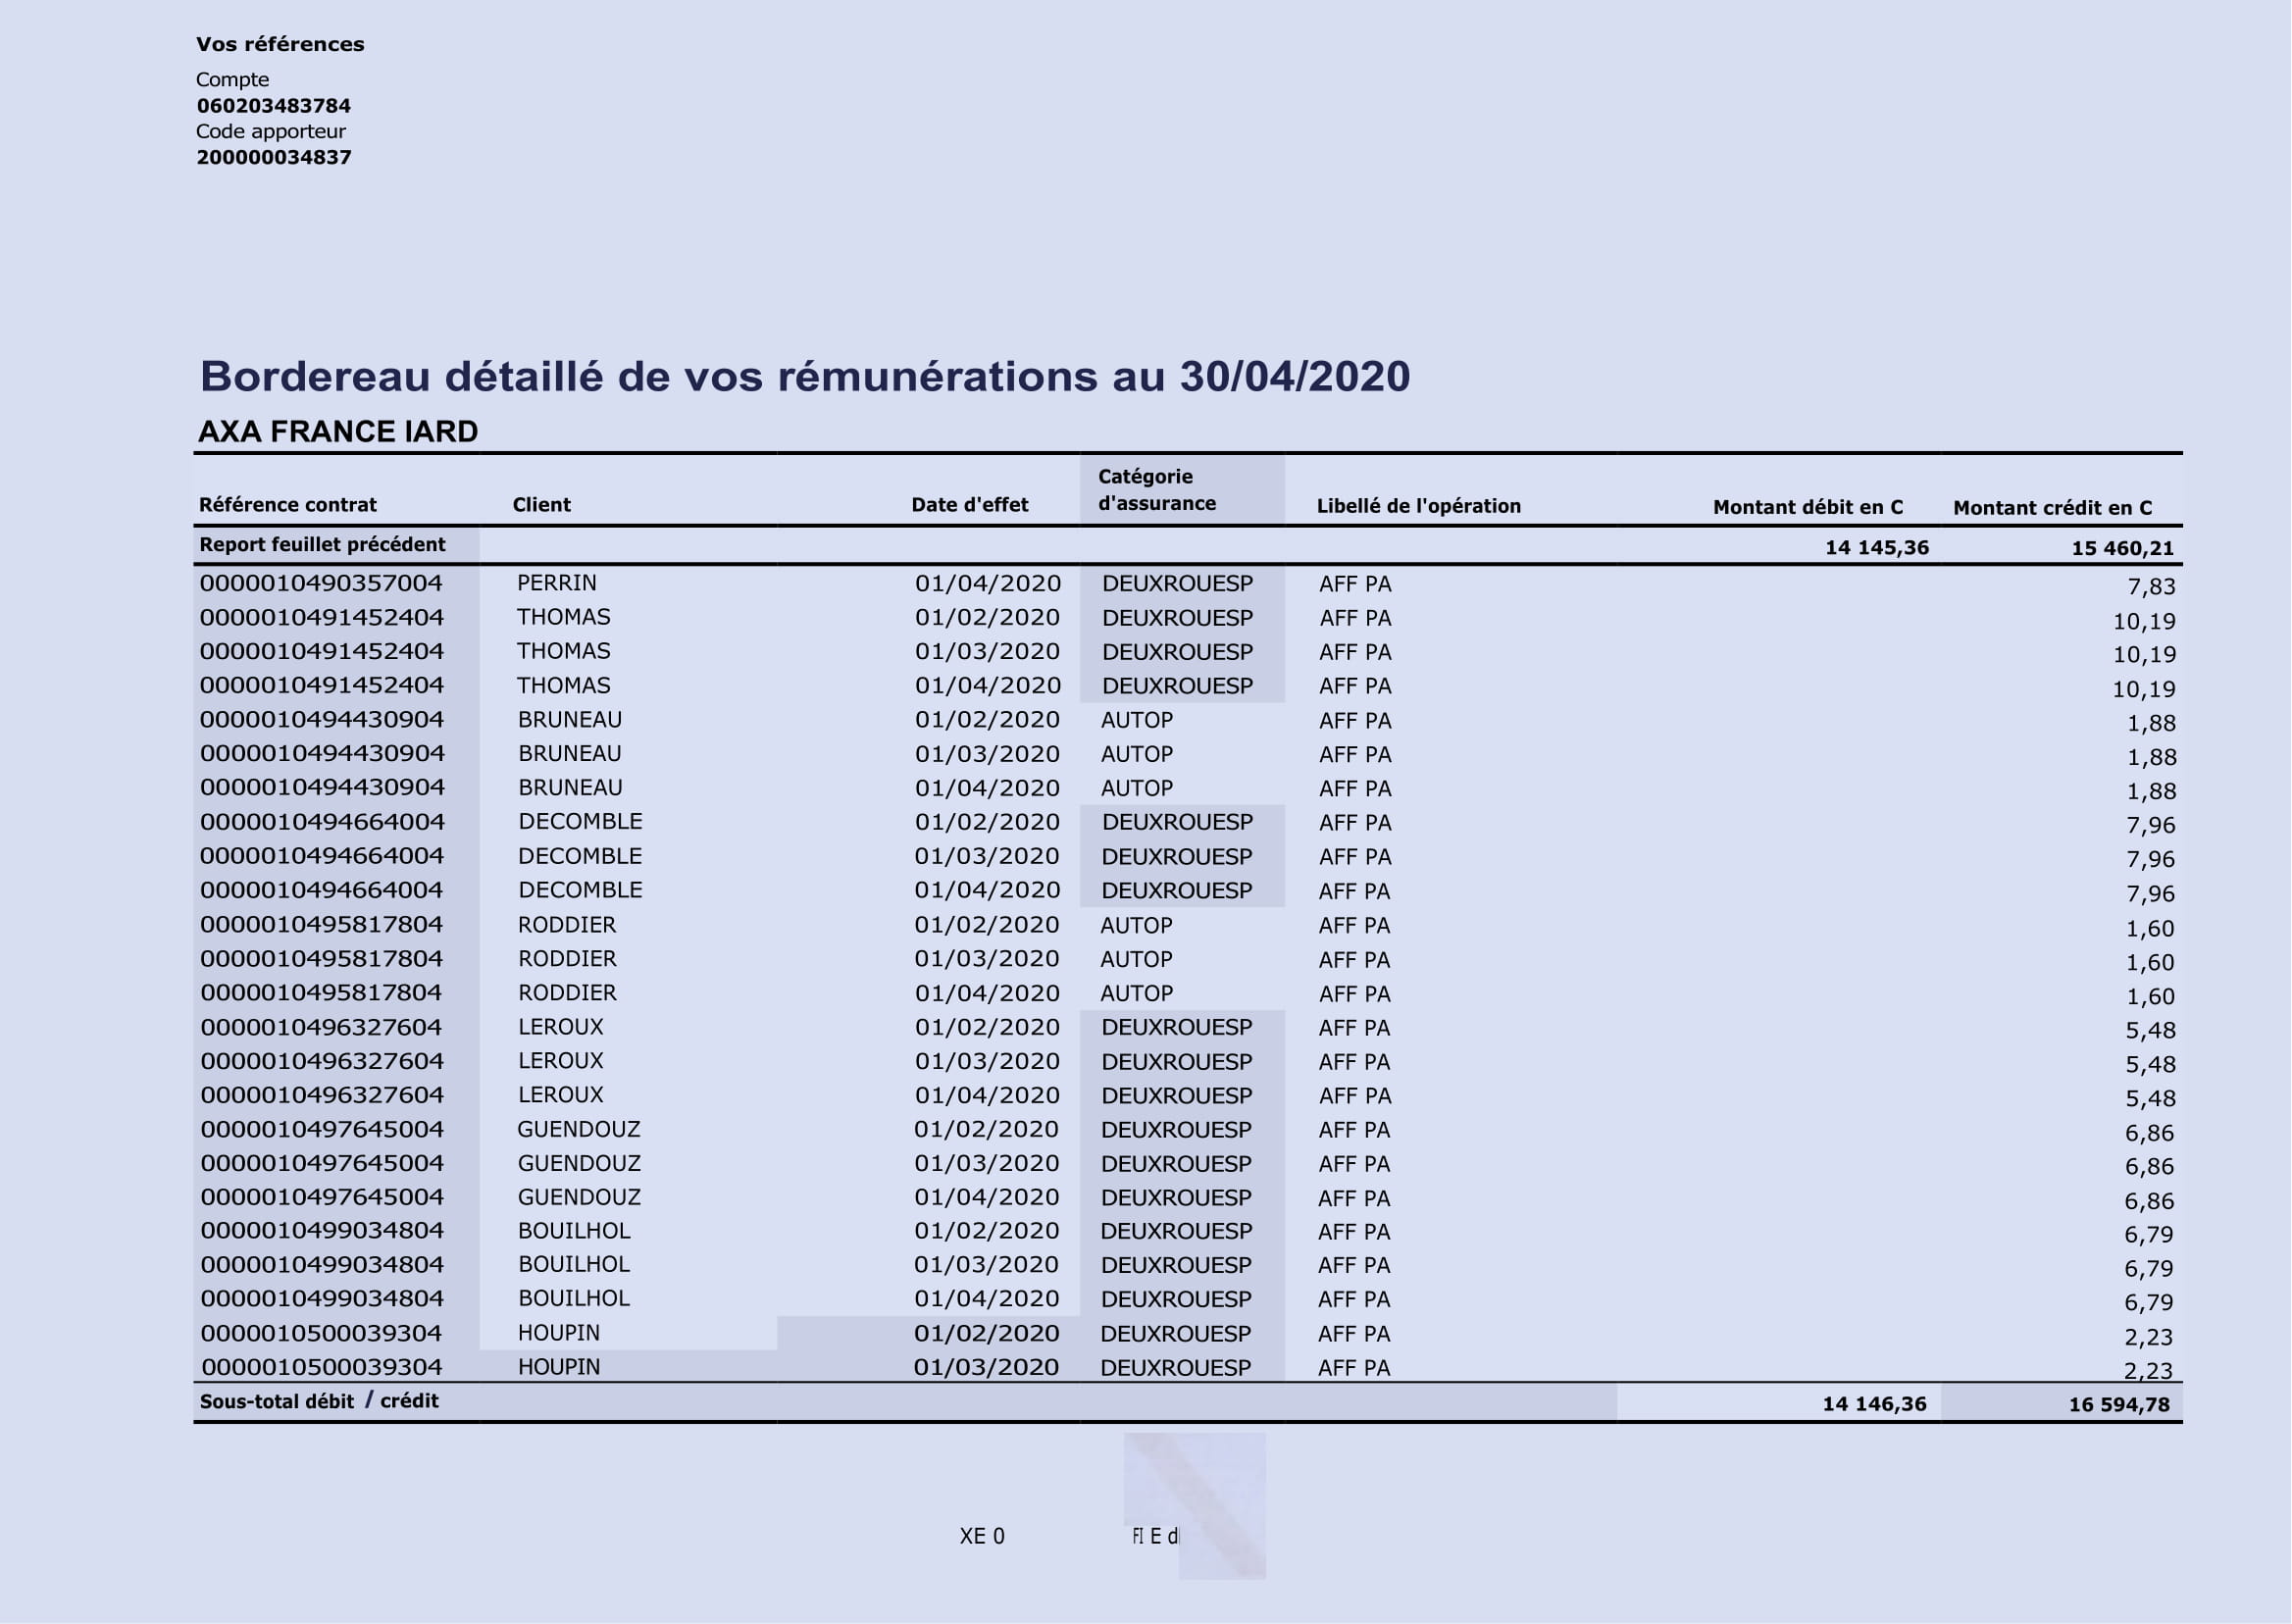 Vos références
Compte
060203483784
Code apporteur
200000034837
Bordereau détaillé de vos rémunérations au 30/04/2020
AXA FRANCE IARD
Référence contrat Client Date d'effet Catégorie d'assurance Libellé de l'opération Montant débit en C Montant crédit en C
Report feuillet précédent 14 145,36 15 460,21
0000010490357004 PERRIN 01/04/2020 DEUXROUESP AFF PA 7,83
0000010491452404 THOMAS 01/02/2020 DEUXROUESP AFF PA 10,19
0000010491452404 THOMAS 01/03/2020 DEUXROUESP AFF PA 10,19
0000010491452404 THOMAS 01/04/2020 DEUXROUESP AFF PA 10,19
0000010494430904 BRUNEAU 01/02/2020 AUTOP AFF PA 1,88
0000010494430904 BRUNEAU 01/03/2020 AUTOP AFF PA 1,88
0000010494430904 BRUNEAU 01/04/2020 AUTOP AFF PA 1,88
0000010494664004 DECOMBLE 01/02/2020 DEUXROUESP AFF PA 7,96
0000010494664004 DECOMBLE 01/03/2020 DEUXROUESP AFF PA 7,96
0000010494664004 DECOMBLE 01/04/2020 DEUXROUESP AFF PA 7,96
0000010495817804 RODDIER 01/02/2020 AUTOP AFF PA 1,60
0000010495817804 RODDIER 01/03/2020 AUTOP AFF PA 1,60
0000010495817804 RODDIER 01/04/2020 AUTOP AFF PA 1,60
0000010496327604 LEROUX 01/02/2020 DEUXROUESP AFF PA 5,48
0000010496327604 LEROUX 01/03/2020 DEUXROUESP AFF PA 5,48
0000010496327604 LEROUX 01/04/2020 DEUXROUESP AFF PA 5,48
0000010497645004 GUENDOUZ 01/02/2020 DEUXROUESP AFF PA 6,86
0000010497645004 GUENDOUZ 01/03/2020 DEUXROUESP AFF PA 6,86
0000010497645004 GUENDOUZ 01/04/2020 DEUXROUESP AFF PA 6,86
0000010499034804 BOUILHOL 01/02/2020 DEUXROUESP AFF PA 6,79
0000010499034804 BOUILHOL 01/03/2020 DEUXROUESP AFF PA 6,79
0000010499034804 BOUILHOL 01/04/2020 DEUXROUESP AFF PA 6,79
0000010500039304 HOUPIN 01/02/2020 DEUXROUESP AFF PA 2,23
0000010500039304 HOUPIN 01/03/2020 DEUXROUESP AFF PA 2,23
Sous-total débit / crédit 14 146,36 16 594,78
XE 0 FI E